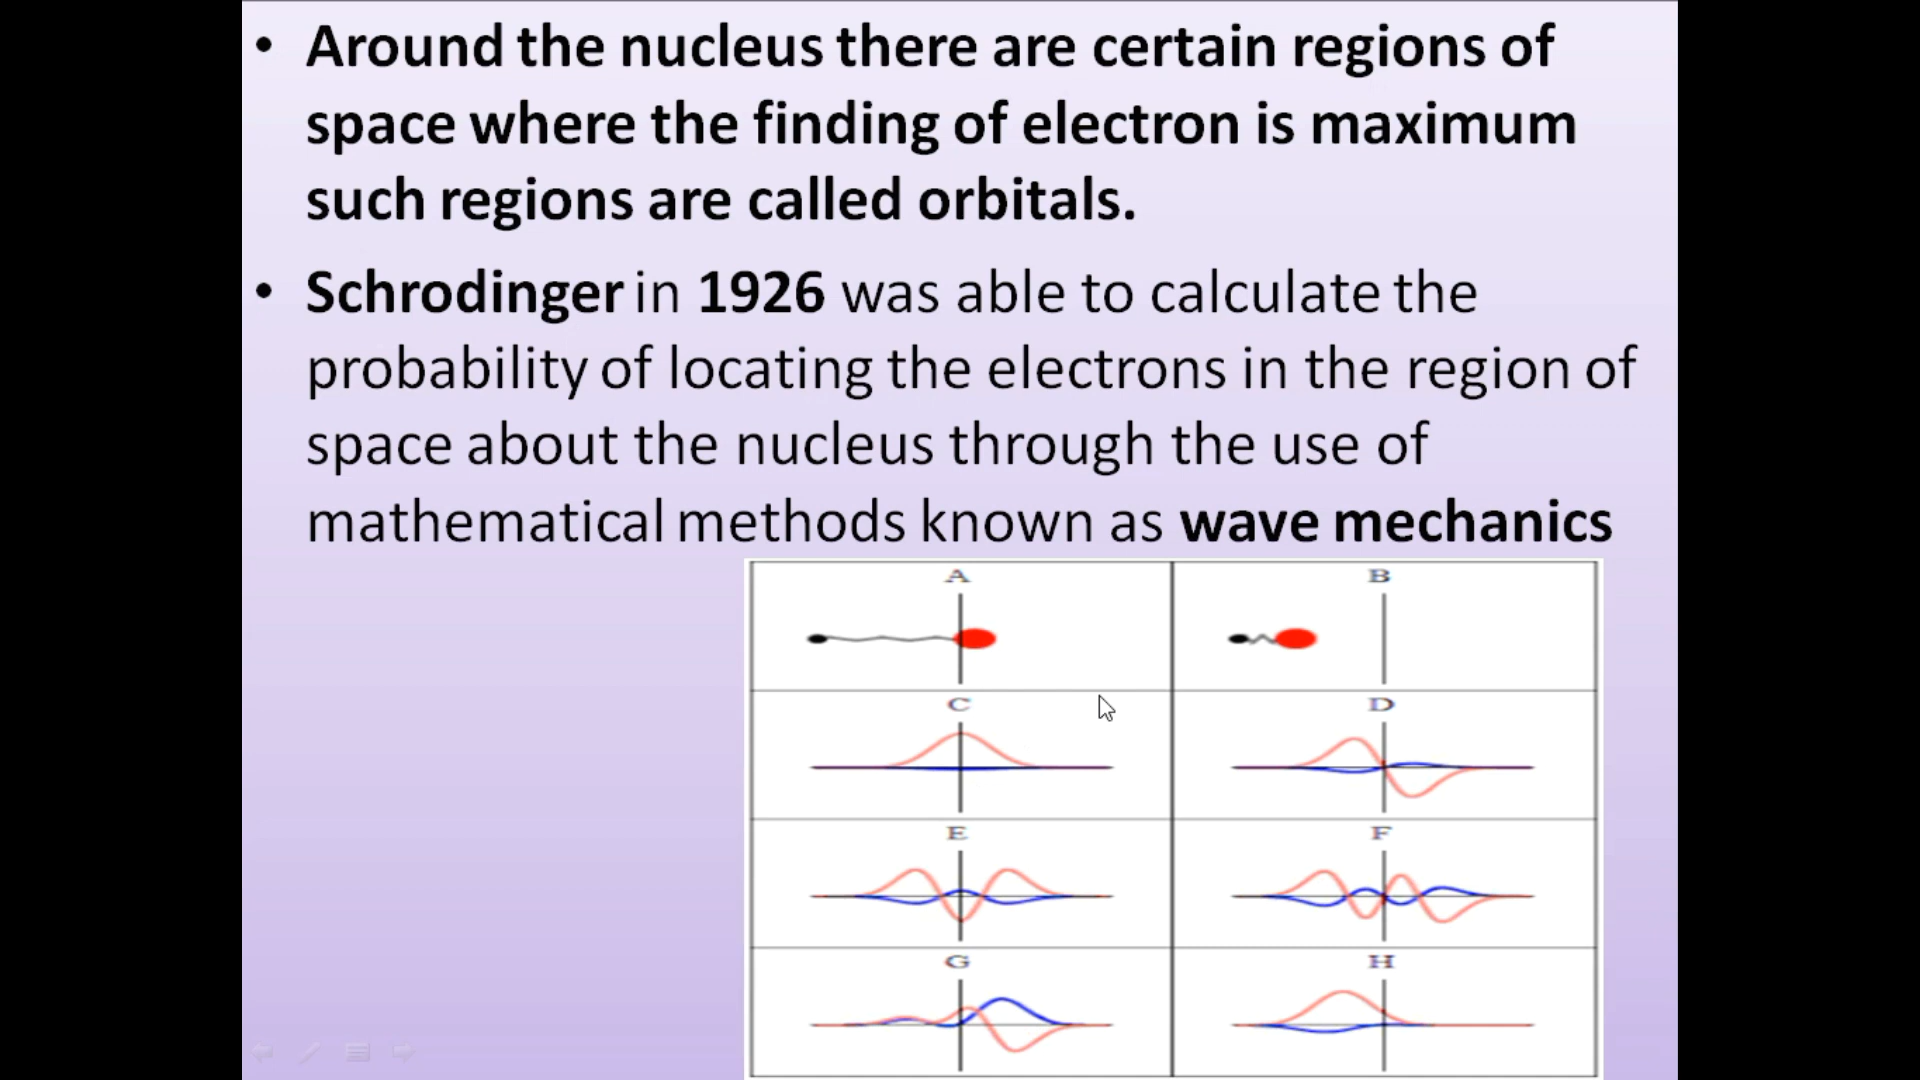 • Around the nucleus there are certain regions of
space where the finding of electron is maximum
such regions are called orbitals.
• Schrodinger in 1926 was able to calculate the
probability of locating the electrons in the region of
space about the nucleus through the use of
mathematical methods known as wave mechanics
A B
C D
E F
G H